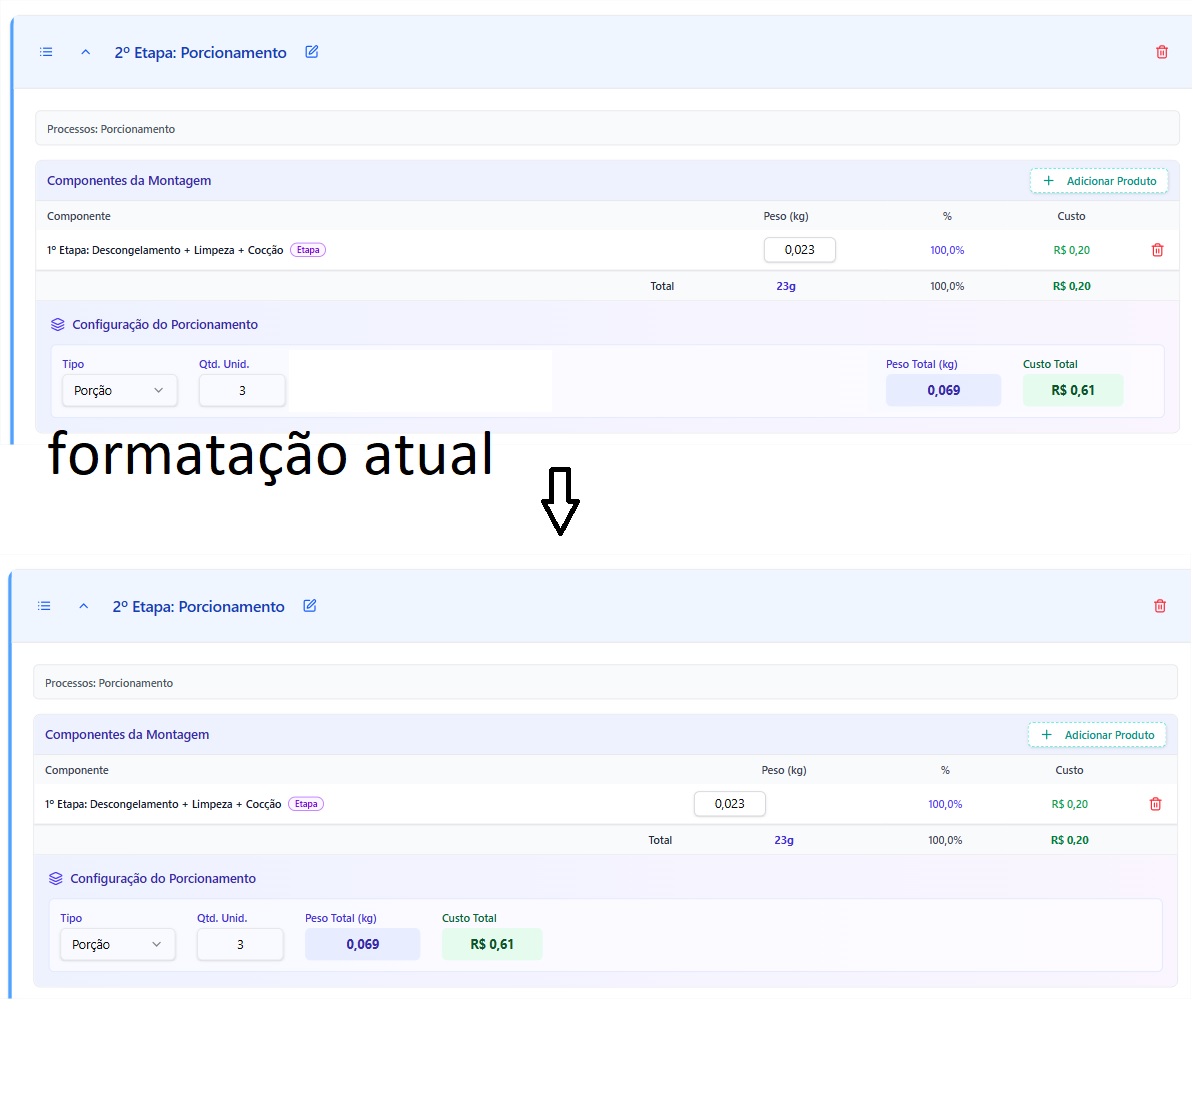 2º Etapa: Porcionamento
Processos: Porcionamento
Componentes da Montagem
+ Adicionar Produto
Componente Peso (kg) % Custo
1º Etapa: Descongelamento + Limpeza + Cocção Etapa 0,023 100,0% R$ 0,20
Total 23g 100,0% R$ 0,20
Configuração do Porcionamento
Tipo Qtd. Unid. Peso Total (kg) Custo Total
Porção 3 0,069 R$ 0,61
formatação atual
2º Etapa: Porcionamento
Processos: Porcionamento
Componentes da Montagem
+ Adicionar Produto
Componente Peso (kg) % Custo
1º Etapa: Descongelamento + Limpeza + Cocção Etapa 0,023 100,0% R$ 0,20
Total 23g 100,0% R$ 0,20
Configuração do Porcionamento
Tipo Qtd. Unid. Peso Total (kg) Custo Total
Porção 3 0,069 R$ 0,61